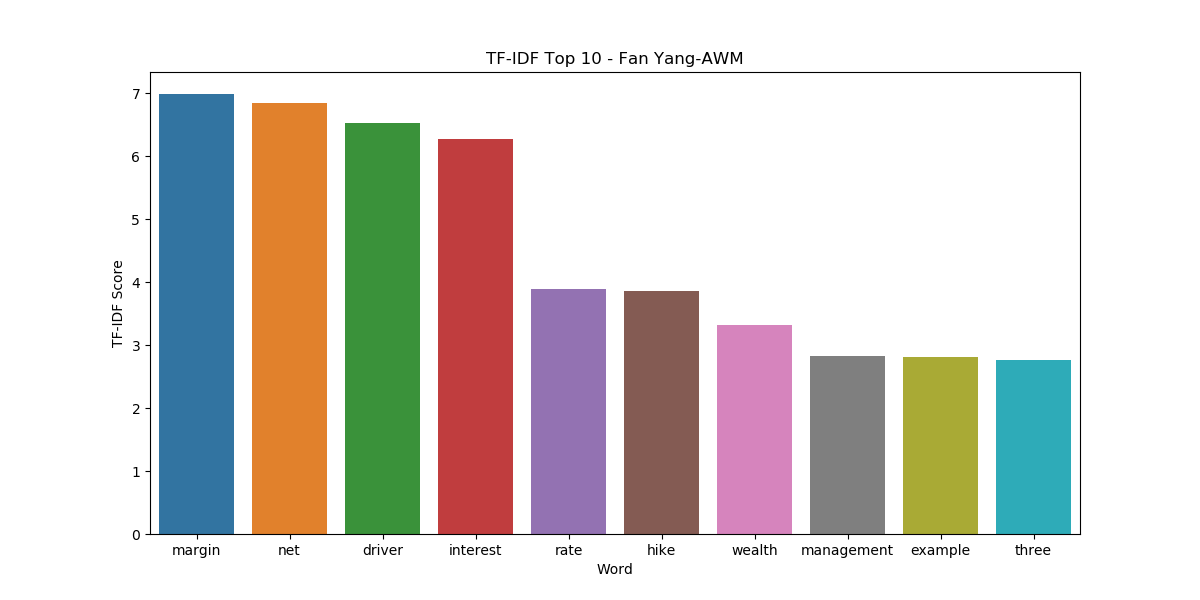 TF-IDF Top 10 - Fan Yang-AWM
TF-IDF Score
7
6
5
4
3
2
1
0
margin net driver interest rate hike wealth management example three
Word